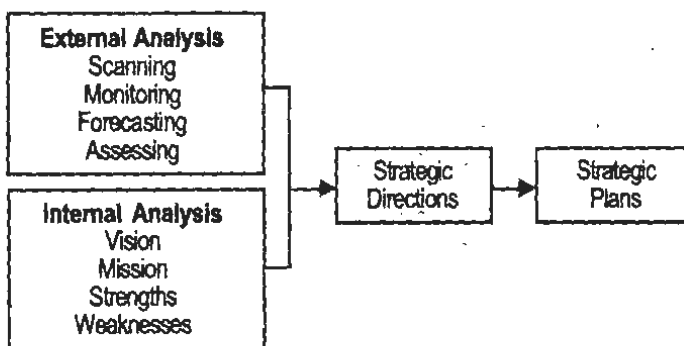 External Analysis
Scanning
Monitoring
Forecasting
Assessing
Internal Analysis
Vision
Mission
Strengths
Weaknesses
Strategic
Directions
Strategic
Plans